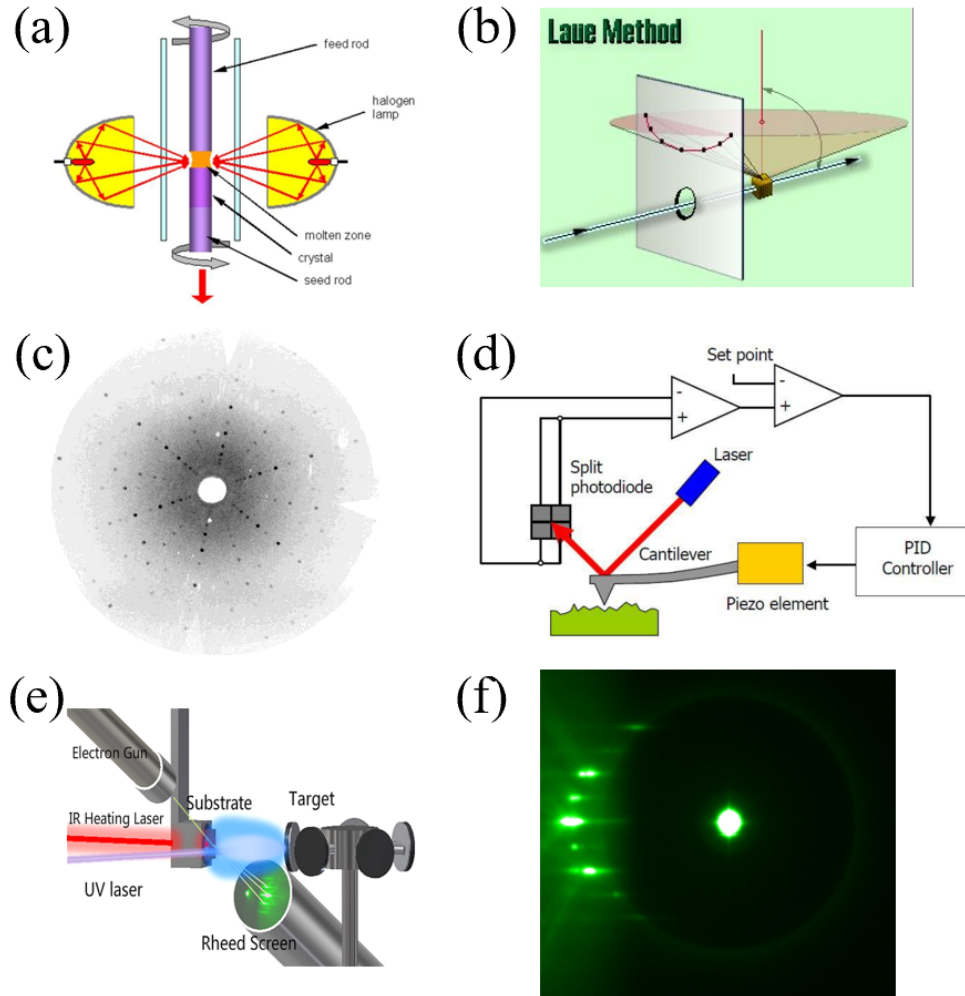 (a)
feed rod
halogen
lamp
molten zone
crystal
seed rod
(b)
Laue Method
(c)
(d)
Set point
-
+
-
+
Laser
Split
photodiode
Cantilever
PID
Controller
Piezo element
(e)
Electron Gun
Substrate
Target
IR Heating Laser
UV laser
Rheed Screen
(f)